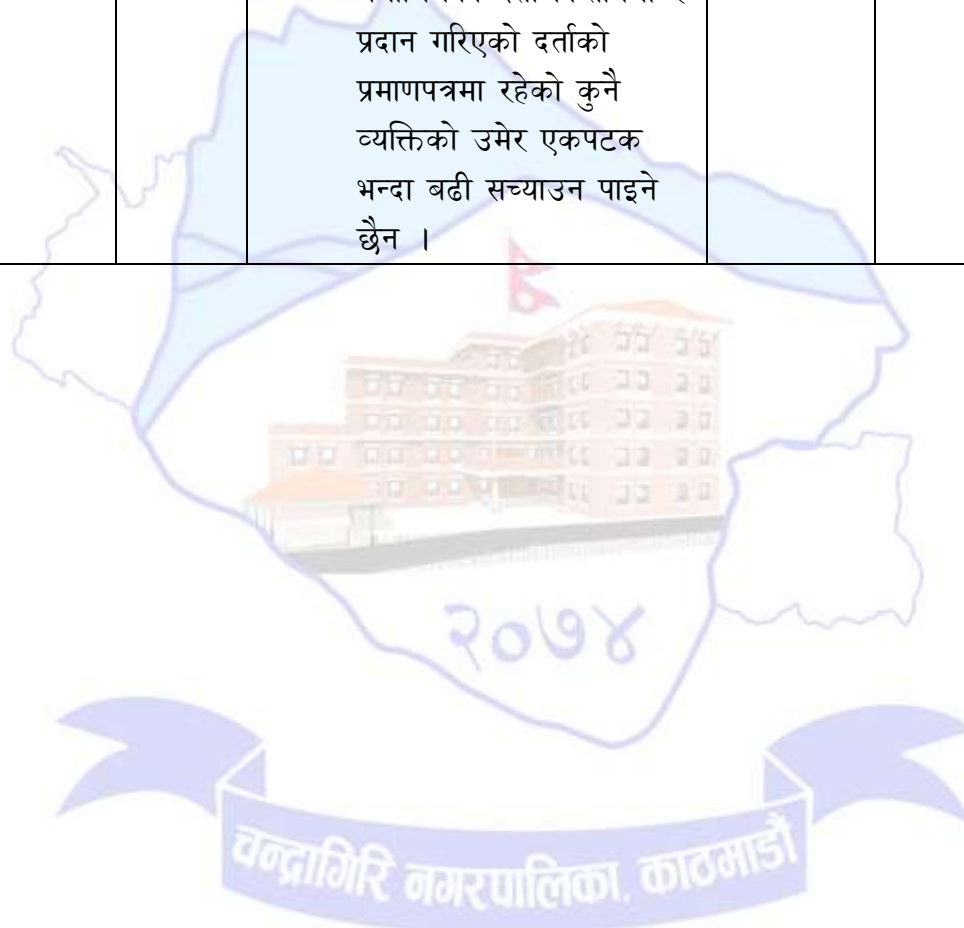 प्रदान गरिएको दर्ताको
प्रमाणपत्रमा रहेको कुनै
व्यक्तिको उमेर एकपटक
भन्दा बढी सच्याउन पाइने
छैन ।
२०७४
चन्द्रागिरि नगरपालिका, काठमाडौं